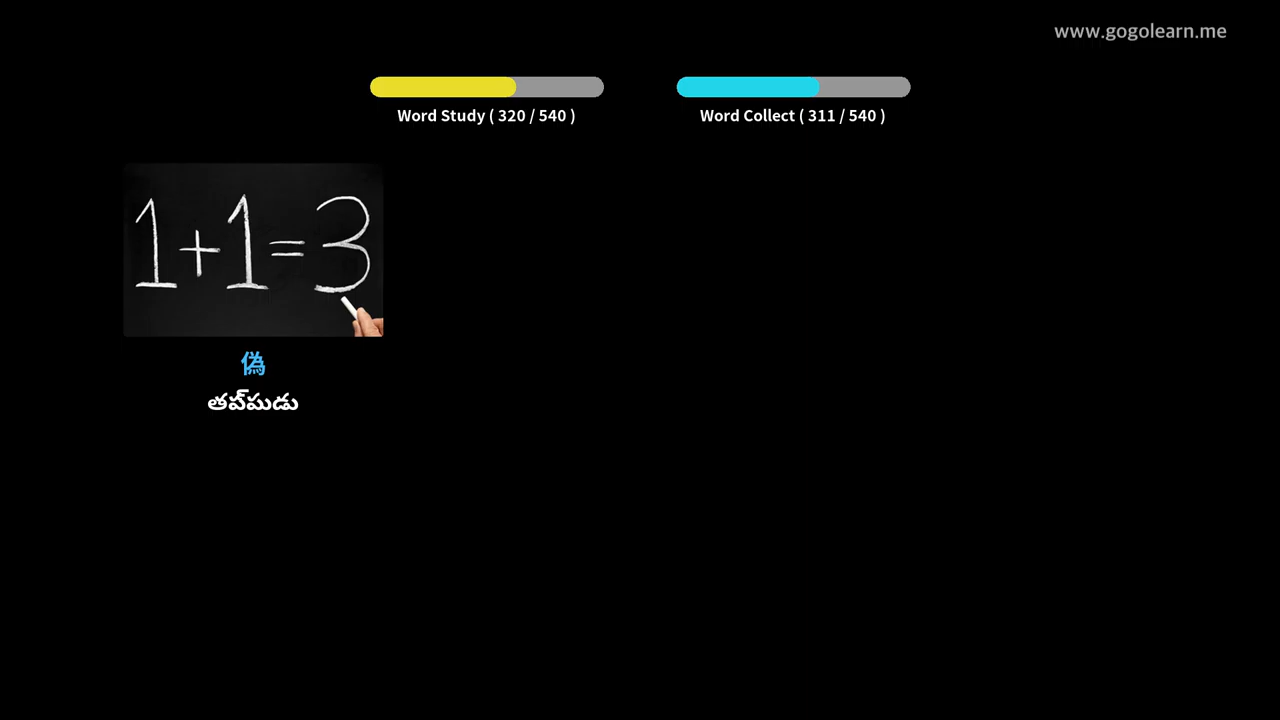 www.gogolearn.me
Word Study ( 320 / 540 )
Word Collect ( 311 / 540 )
1+1=3
偽
తప్పుడు